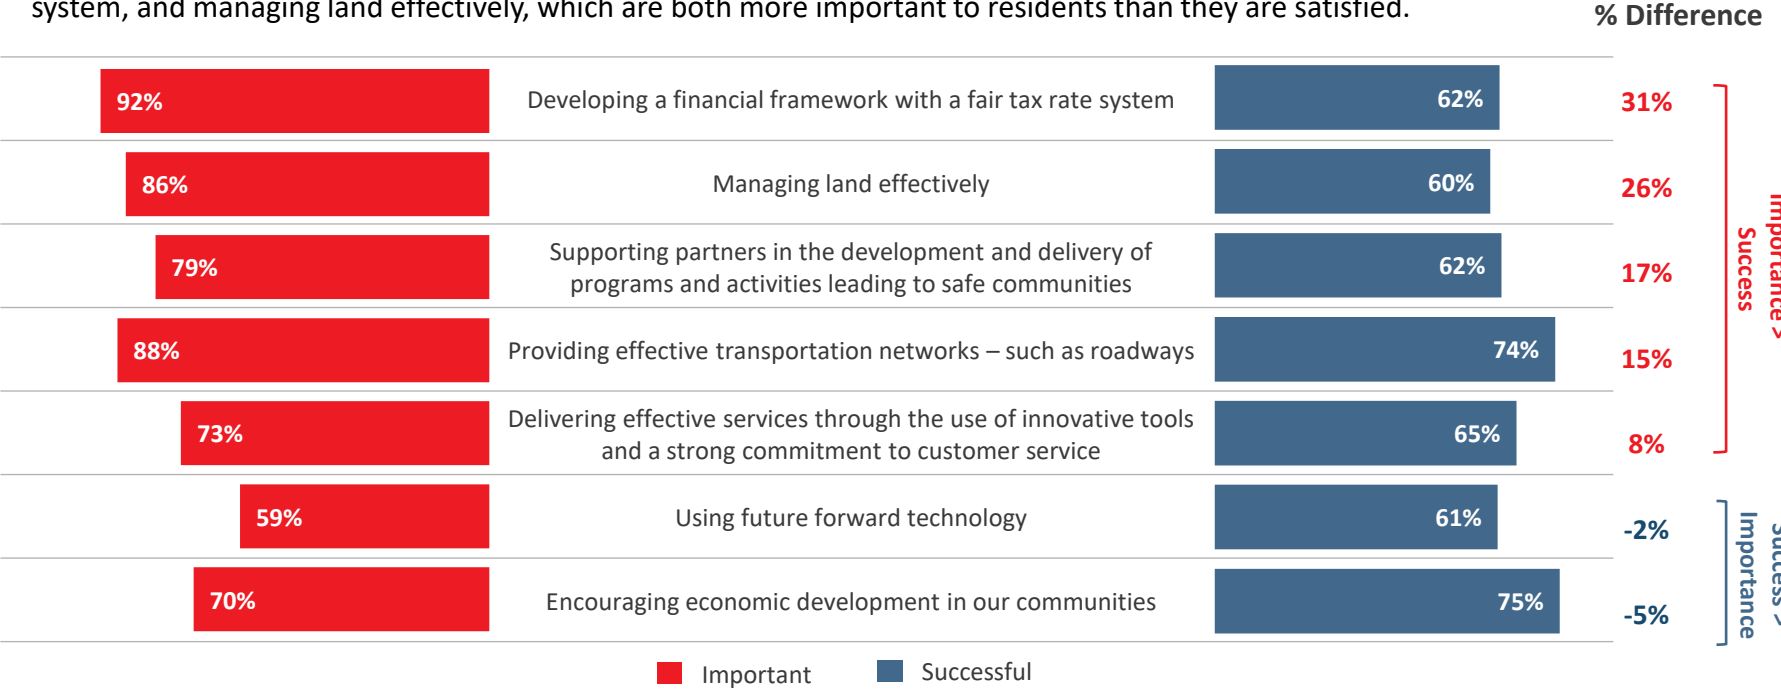 system, and managing land effectively, which are both more important to residents than they are satisfied.
% Difference
92%
Developing a financial framework with a fair tax rate system
62%
31%
86%
Managing land effectively
60%
26%
79%
Supporting partners in the development and delivery of
programs and activities leading to safe communities
62%
17%
88%
Providing effective transportation networks – such as roadways
74%
15%
73%
Delivering effective services through the use of innovative tools
and a strong commitment to customer service
65%
8%
Importance >
Success
59%
Using future forward technology
61%
-2%
70%
Encouraging economic development in our communities
75%
-5%
Success >
Importance
Important
Successful